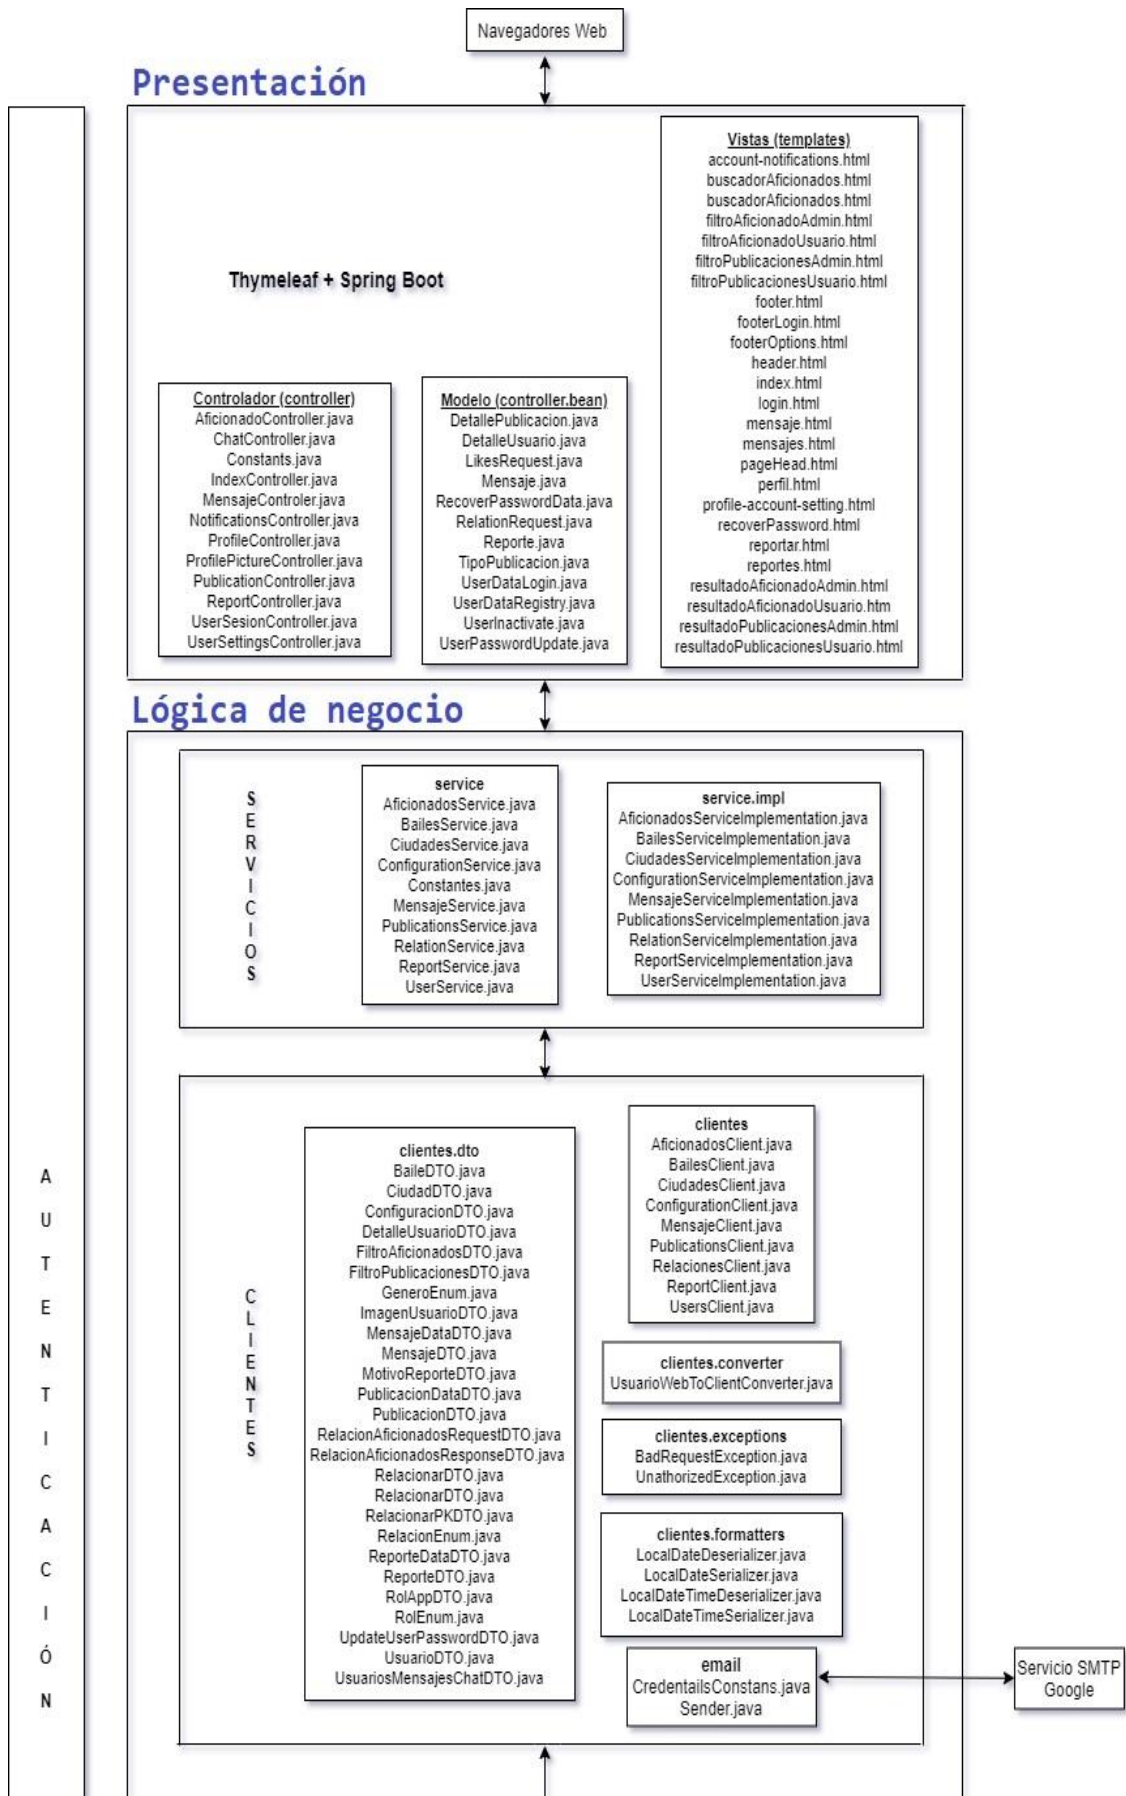 Navegadores Web
Presentación
Thymeleaf + Spring Boot
Controlador (controller)
AficionadoController.java
ChatController.java
Constants.java
IndexController.java
MensajeControler.java
NotificationsController.java
ProfileController.java
ProfilePictureController.java
PublicationController.java
ReportController.java
UserSesionController.java
UserSettingsController.java
Modelo (controller.bean)
DetallePublicacion.java
DetalleUsuario.java
LikesRequest.java
Mensaje.java
RecoverPasswordData.java
RelationRequest.java
Reporte.java
TipoPublicacion.java
UserDataLogin.java
UserDataRegistry.java
UserInactivate.java
UserPasswordUpdate.java
Vistas (templates)
account-notifications.html
buscadorAficionados.html
buscadorAficionados.html
filtroAficionadoAdmin.html
filtroAficionadoUsuario.html
filtroPublicacionesAdmin.html
filtroPublicacionesUsuario.html
footer.html
footerLogin.html
footerOptions.html
header.html
index.html
login.html
mensaje.html
mensajes.html
pageHead.html
perfil.html
profile-account-setting.html
recoverPassword.html
reportar.html
reportes.html
resultadoAficionadoAdmin.html
resultadoAficionadoUsuario.htm
resultadoPublicacionesAdmin.html
resultadoPublicacionesUsuario.html
Lógica de negocio
SERVICIOS
service
AficionadosService.java
BailesService.java
CiudadesService.java
ConfigurationService.java
Constantes.java
MensajeService.java
PublicationsService.java
RelationService.java
ReportService.java
UserService.java
service.impl
AficionadosServiceImplementation.java
BailesServiceImplementation.java
CiudadesServiceImplementation.java
ConfigurationServiceImplementation.java
MensajeServiceImplementation.java
PublicationsServiceImplementation.java
RelationServiceImplementation.java
ReportServiceImplementation.java
UserServiceImplementation.java
CLIENTES
clientes.dto
BaileDTO.java
CiudadDTO.java
ConfiguracionDTO.java
DetalleUsuarioDTO.java
FiltroAficionadosDTO.java
FiltroPublicacionesDTO.java
GeneroEnum.java
ImagenUsuarioDTO.java
MensajeDataDTO.java
MensajeDTO.java
MotivoReporteDTO.java
PublicacionDataDTO.java
PublicacionDTO.java
RelacionAficionadosRequestDTO.java
RelacionAficionadosResponseDTO.java
RelacionarDTO.java
RelacionarDTO.java
RelacionarPKDTO.java
RelacionEnum.java
ReporteDataDTO.java
ReporteDTO.java
RolAppDTO.java
RolEnum.java
UpdateUserPasswordDTO.java
UsuarioDTO.java
UsuariosMensajesChatDTO.java
clientes
AficionadosClient.java
BailesClient.java
CiudadesClient.java
ConfigurationClient.java
MensajeClient.java
PublicationsClient.java
RelacionesClient.java
ReportClient.java
UsersClient.java
clientes.converter
UsuarioWebToClientConverter.java
clientes.exceptions
BadRequestException.java
UnathorizedException.java
clientes.formatters
LocalDateDeserializer.java
LocalDateSerializer.java
LocalDateTimeDeserializer.java
LocalDateTimeSerializer.java
email
CredentailsConstans.java
Sender.java
Servicio SMTP
Google
AUTENTICACIÓN